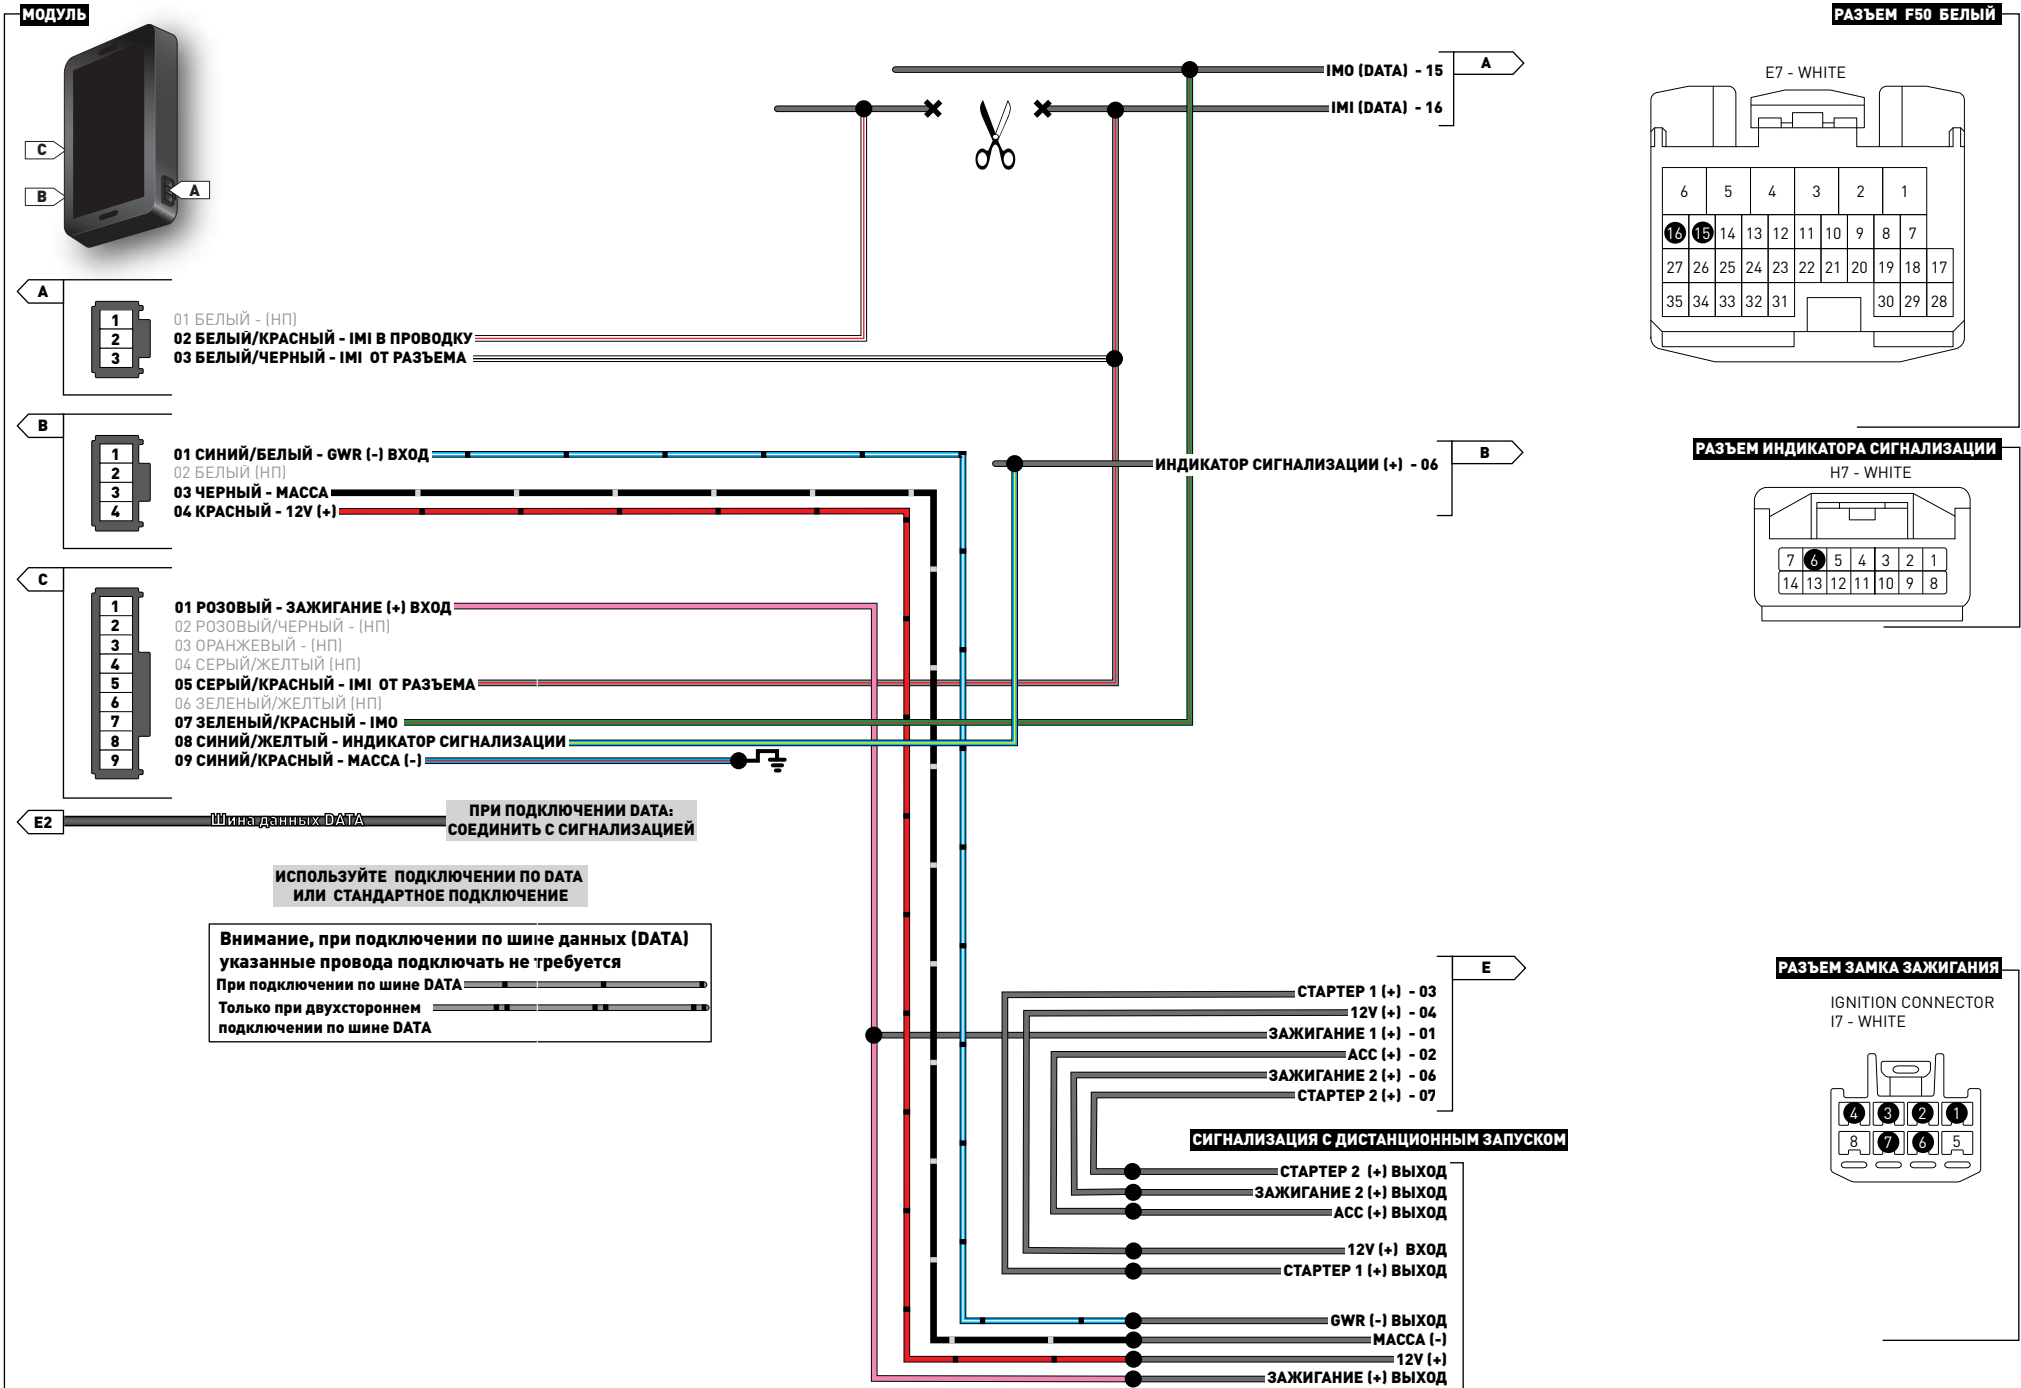 МОДУЛЬ
C
B
A
A
1
2
3
01 БЕЛЫЙ - (НП)
02 БЕЛЫЙ/КРАСНЫЙ - IMI В ПРОВОДКУ
03 БЕЛЫЙ/ЧЕРНЫЙ - IMI ОТ РАЗЪЕМА
B
1
2
3
4
01 СИНИЙ/БЕЛЫЙ - GWR (-) ВХОД
02 БЕЛЫЙ (НП)
03 ЧЕРНЫЙ - МАССА
04 КРАСНЫЙ - 12V (+)
C
1
2
3
4
5
6
7
8
9
01 РОЗОВЫЙ - ЗАЖИГАНИЕ (+) ВХОД
02 РОЗОВЫЙ/ЧЕРНЫЙ - (НП)
03 ОРАНЖЕВЫЙ - (НП)
04 СЕРЫЙ/ЖЕЛТЫЙ (НП)
05 СЕРЫЙ/КРАСНЫЙ - IMI ОТ РАЗЪЕМА
06 ЗЕЛЕНЫЙ/ЖЕЛТЫЙ (НП)
07 ЗЕЛЕНЫЙ/КРАСНЫЙ - IMO
08 СИНИЙ/ЖЕЛТЫЙ - ИНДИКАТОР СИГНАЛИЗАЦИИ
09 СИНИЙ/КРАСНЫЙ - МАССА (-)
E2
Шина данных DATA
ПРИ ПОДКЛЮЧЕНИИ DATA:
СОЕДИНИТЬ С СИГНАЛИЗАЦИЕЙ
ИСПОЛЬЗУЙТЕ ПОДКЛЮЧЕНИИ ПО DATA
ИЛИ СТАНДАРТНОЕ ПОДКЛЮЧЕНИЕ
Внимание, при подключении по шине данных (DATA)
указанные провода подключать не требуется
При подключении по шине DATA
Только при двухстороннем
подключении по шине DATA
IMO (DATA) - 15
IMI (DATA) - 16
A
ИНДИКАТОР СИГНАЛИЗАЦИИ (+) - 06
B
E
СТАРТЕР 1 (+) - 03
12V (+) - 04
ЗАЖИГАНИЕ 1 (+) - 01
ACC (+) - 02
ЗАЖИГАНИЕ 2 (+) - 06
СТАРТЕР 2 (+) - 07
СИГНАЛИЗАЦИЯ С ДИСТАНЦИОННЫМ ЗАПУСКОМ
СТАРТЕР 2 (+) ВЫХОД
ЗАЖИГАНИЕ 2 (+) ВЫХОД
ACC (+) ВЫХОД
12V (+) ВХОД
СТАРТЕР 1 (+) ВЫХОД
GWR (-) ВЫХОД
МАССА (-)
12V (+)
ЗАЖИГАНИЕ (+) ВЫХОД
РАЗЪЕМ F50 БЕЛЫЙ
E7 - WHITE
6 5 4 3 2 1
16 15 14 13 12 11 10 9 8 7
27 26 25 24 23 22 21 20 19 18 17
35 34 33 32 31 30 29 28
РАЗЪЕМ ИНДИКАТОРА СИГНАЛИЗАЦИИ
H7 - WHITE
7 6 5 4 3 2 1
14 13 12 11 10 9 8
РАЗЪЕМ ЗАМКА ЗАЖИГАНИЯ
IGNITION CONNECTOR
I7 - WHITE
4 3 2 1
8 7 6 5